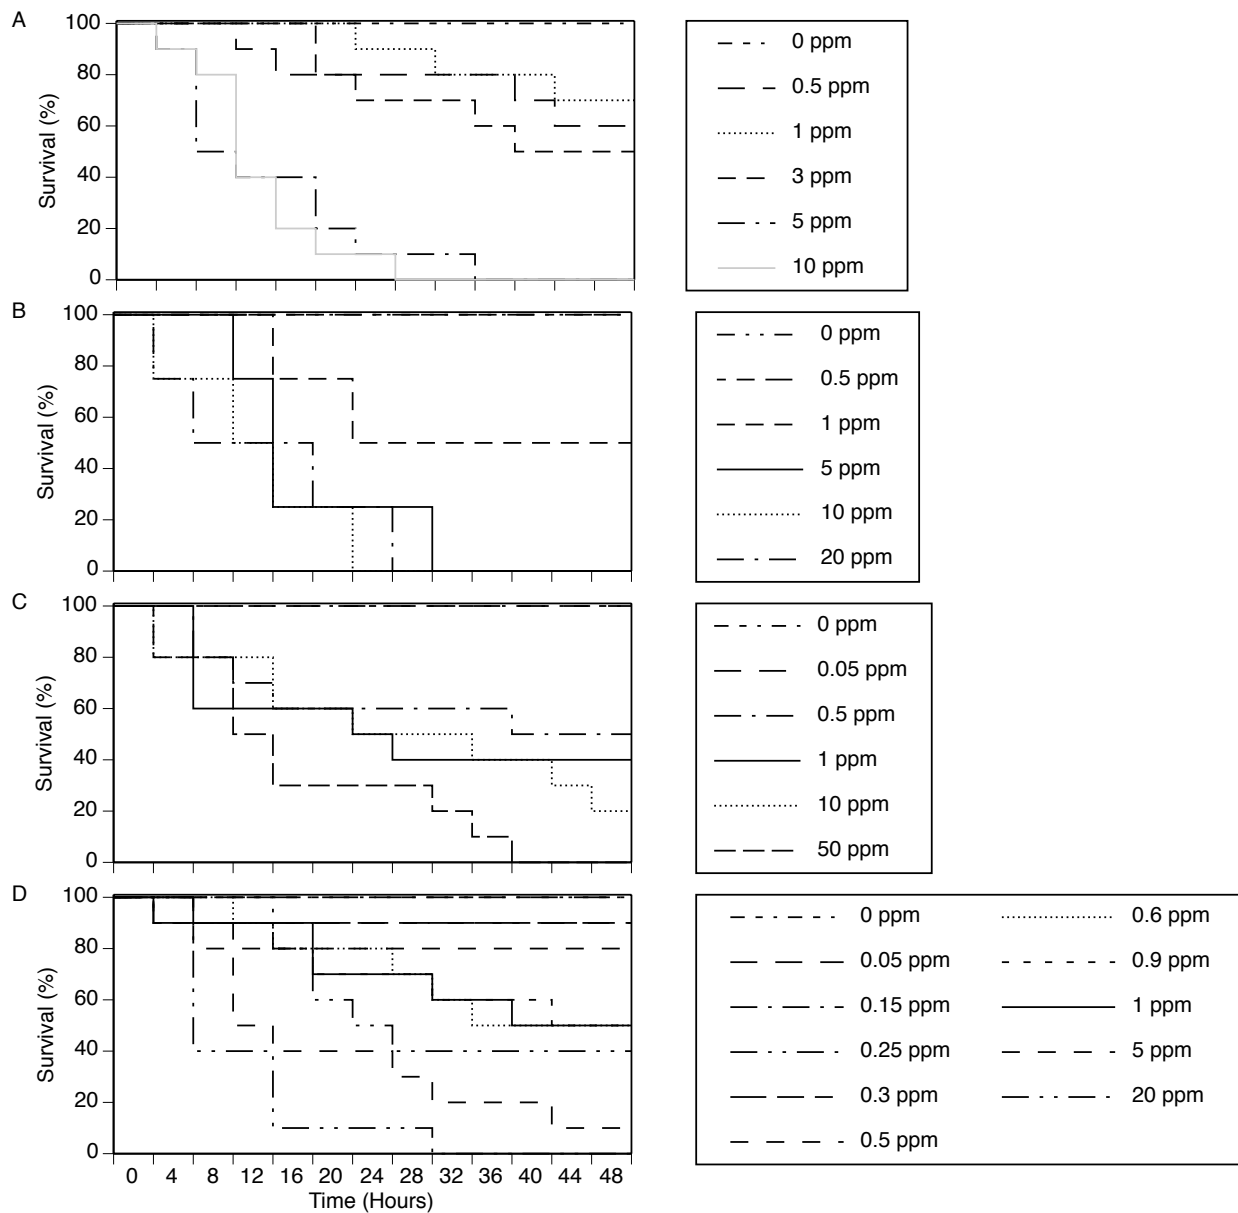 A
100
80
60
40
20
0
Survival (%)
0 ppm
0.5 ppm
1 ppm
3 ppm
5 ppm
10 ppm
B
100
80
60
40
20
0
Survival (%)
0 ppm
0.5 ppm
1 ppm
5 ppm
10 ppm
20 ppm
C
100
80
60
40
20
0
Survival (%)
0 ppm
0.05 ppm
0.5 ppm
1 ppm
10 ppm
50 ppm
D
100
80
60
40
20
0
Survival (%)
0 4 8 12 16 20 24 28 32 36 40 44 48
Time (Hours)
0 ppm
0.05 ppm
0.15 ppm
0.25 ppm
0.3 ppm
0.5 ppm
0.6 ppm
0.9 ppm
1 ppm
5 ppm
20 ppm